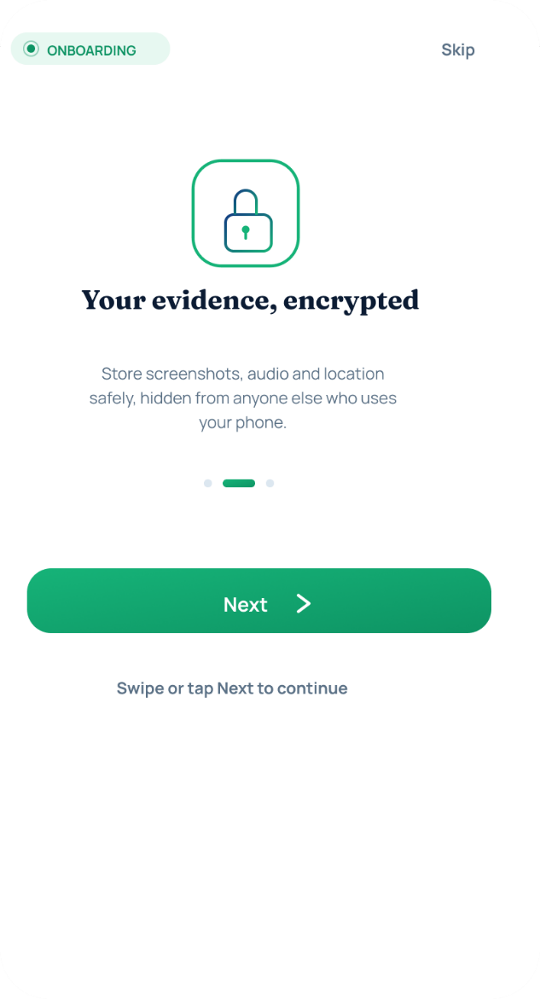 ONBOARDING
Skip
Your evidence, encrypted
Store screenshots, audio and location
safely, hidden from anyone else who uses
your phone.
Next
Swipe or tap Next to continue